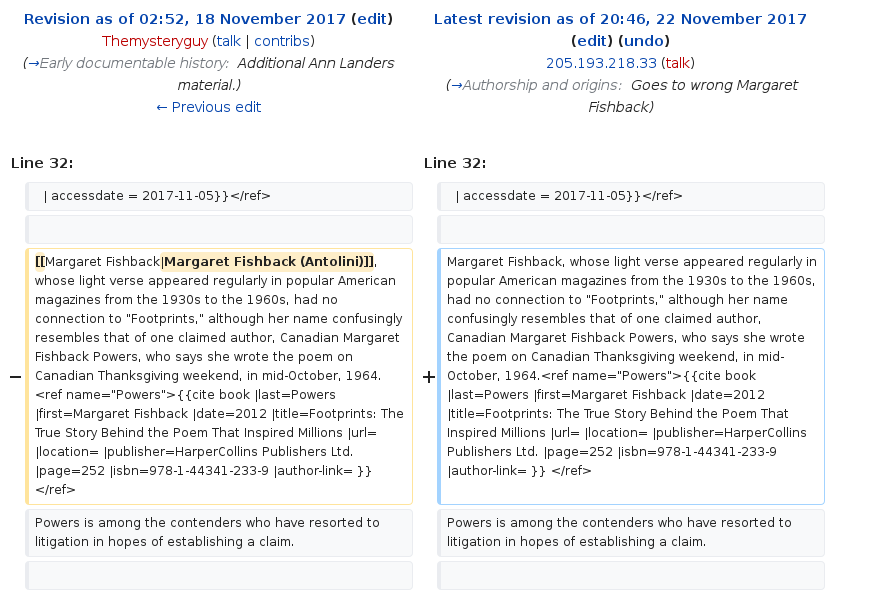 Revision as of 02:52, 18 November 2017 (edit)
Themysteryguy (talk | contribs)
(→Early documentable history: Additional Ann Landers
material.)
← Previous edit
Latest revision as of 20:46, 22 November 2017
(edit) (undo)
205.193.218.33 (talk)
(→Authorship and origins: Goes to wrong Margaret
Fishback)
Line 32:
Line 32:
| accessdate = 2017-11-05}}</ref>
| accessdate = 2017-11-05}}</ref>
−
[[Margaret Fishback|Margaret Fishback (Antolini)]],
whose light verse appeared regularly in popular American
magazines from the 1930s to the 1960s, had no
connection to "Footprints," although her name confusingly
resembles that of one claimed author, Canadian Margaret
Fishback Powers, who says she wrote the poem on
Canadian Thanksgiving weekend, in mid-October, 1964.
<ref name="Powers">{{cite book |last=Powers
|first=Margaret Fishback |date=2012 |title=Footprints: The
True Story Behind the Poem That Inspired Millions |url=
|location= |publisher=HarperCollins Publishers Ltd.
|page=252 |isbn=978-1-44341-233-9 |author-link= }}
</ref>
+
Margaret Fishback, whose light verse appeared regularly in
popular American magazines from the 1930s to the 1960s,
had no connection to "Footprints," although her name
confusingly resembles that of one claimed author,
Canadian Margaret Fishback Powers, who says she wrote
the poem on Canadian Thanksgiving weekend, in mid-
October, 1964.<ref name="Powers">{{cite book
|last=Powers |first=Margaret Fishback |date=2012
|title=Footprints: The True Story Behind the Poem That
Inspired Millions |url= |location= |publisher=HarperCollins
Publishers Ltd. |page=252 |isbn=978-1-44341-233-9
|author-link= }} </ref>
Powers is among the contenders who have resorted to
litigation in hopes of establishing a claim.
Powers is among the contenders who have resorted to
litigation in hopes of establishing a claim.